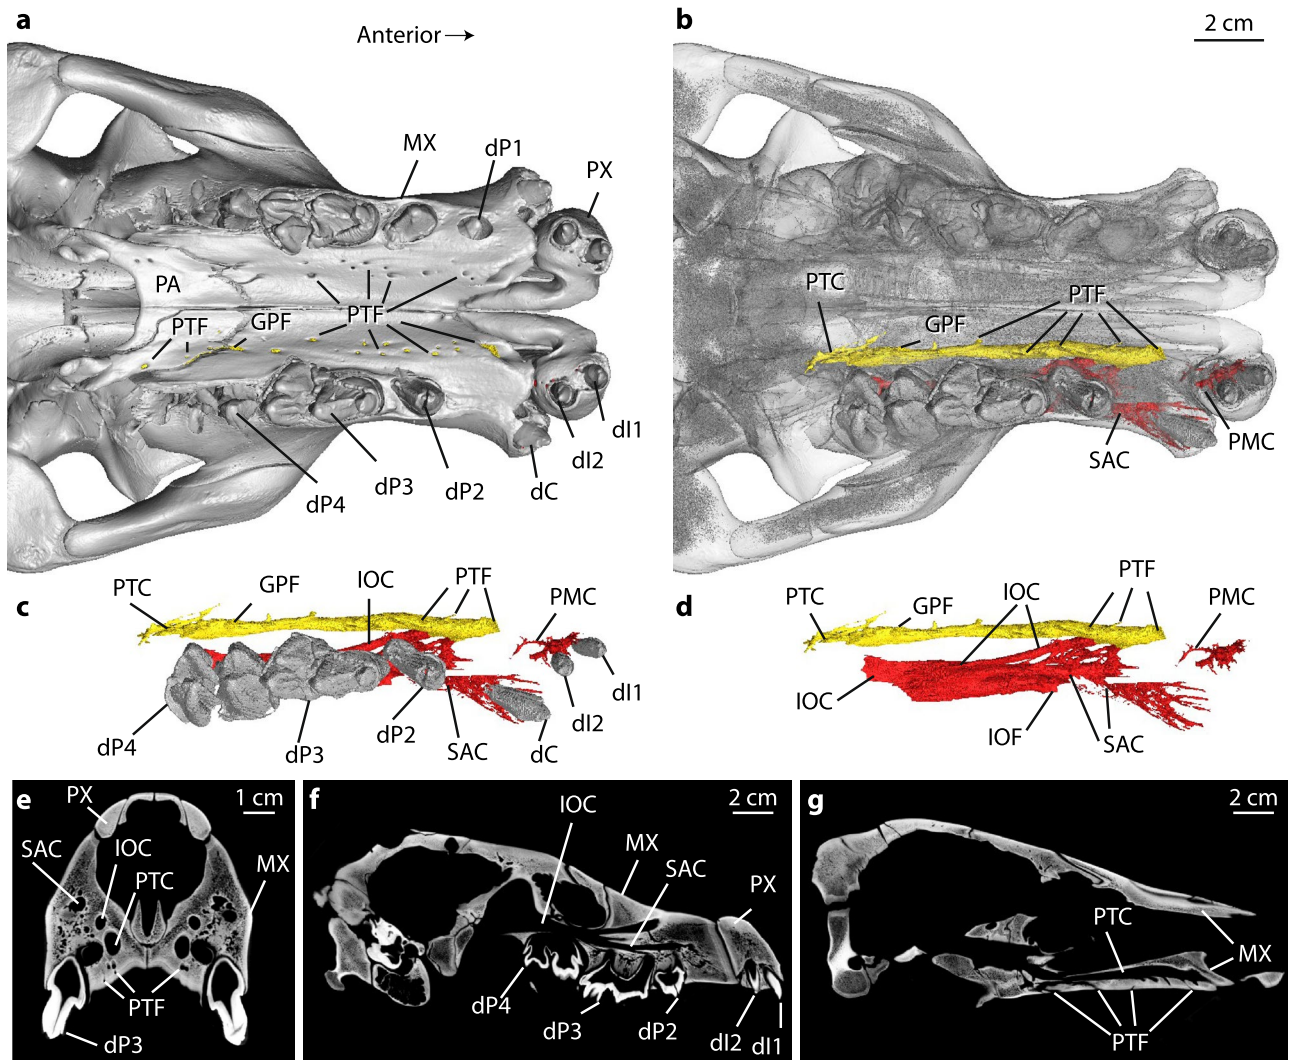 a
Anterior →
MX
dP1
PX
PA
PTF
GPF
PTF
dP4
dP3
dP2
dC
dI2
dI1
b
2 cm
PTC
GPF
PTF
SAC
PMC
c
PTC
GPF
IOC
PTF
PMC
dP4
dP3
dP2
SAC
dC
dI2
dI1
d
PTC
GPF
IOC
PTF
PMC
IOC
IOF
SAC
e
PX
1 cm
SAC
IOC
PTC
MX
PTF
dP3
f
IOC
2 cm
MX
SAC
PX
dP4
dP3
dP2
dI2
dI1
g
2 cm
PTC
MX
PTF